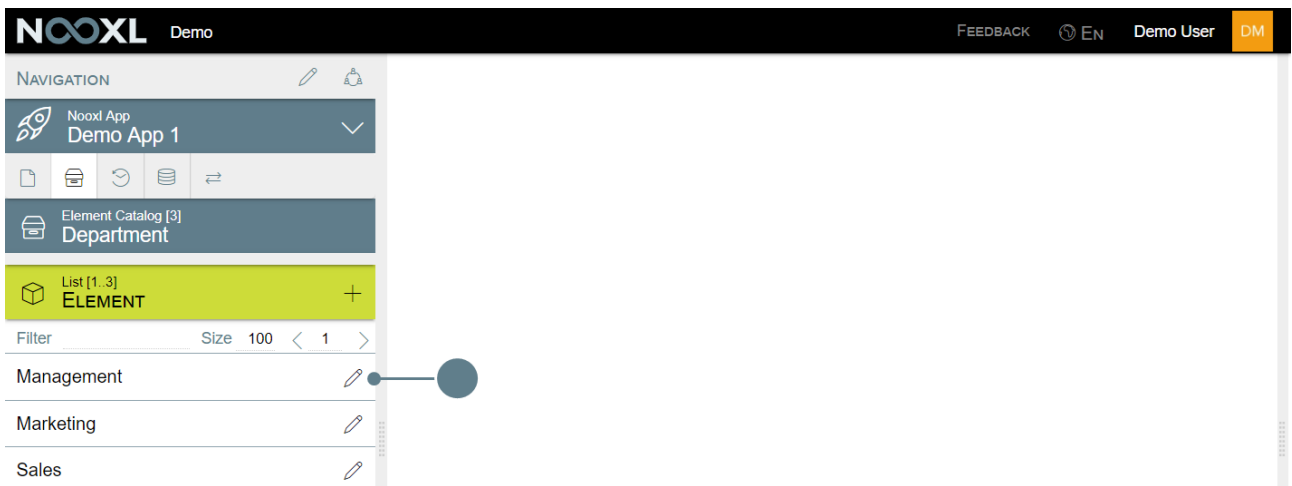 NOOXL Demo FEEDBACK EN Demo User DM
NAVIGATION
Nooxl App
Demo App 1
Element Catalog [3]
Department
List [1..3]
ELEMENT
Filter Size 100 1
Management
Marketing
Sales